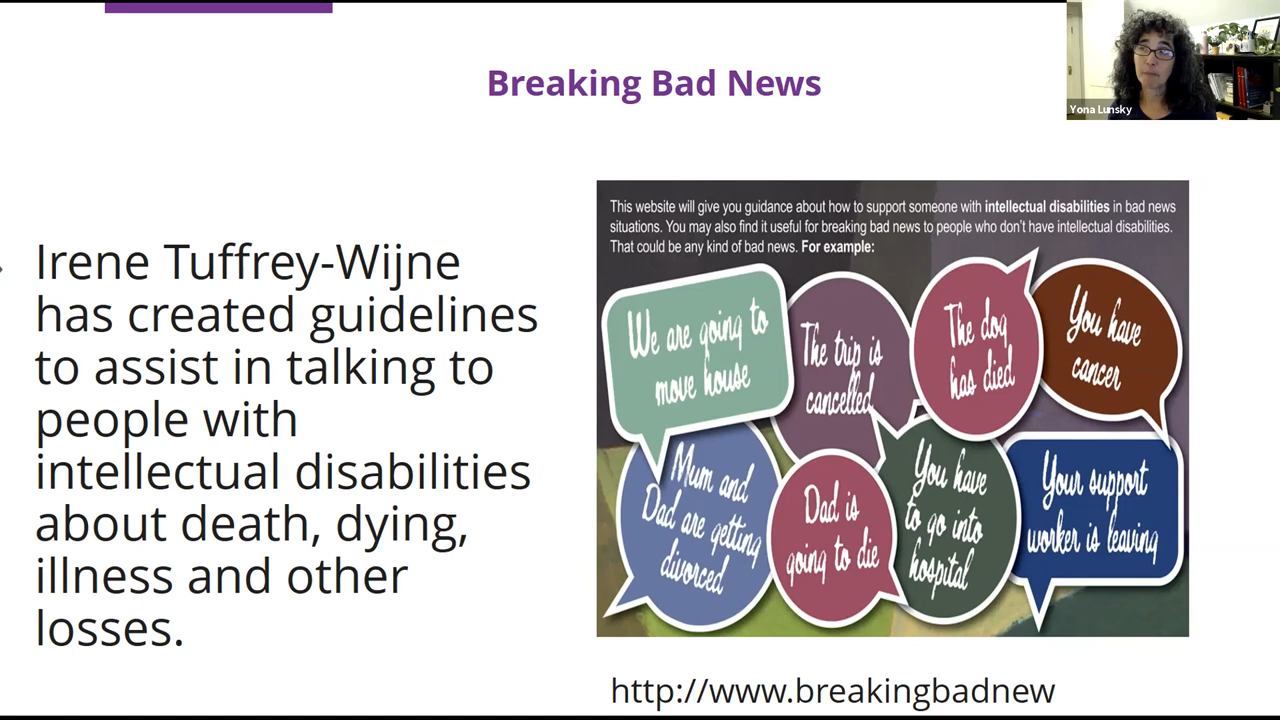 Breaking Bad News
Yona Lunsky
Irene Tuffrey-Wijne
has created guidelines
to assist in talking to
people with
intellectual disabilities
about death, dying,
illness and other
losses.
This website will give you guidance about how to support someone with intellectual disabilities in bad news
situations. You may also find it useful for breaking bad news to people who don't have intellectual disabilities.
That could be any kind of bad news. For example:
We are going to
move house
The trip is
cancelled
The dog
has died
You have
cancer
Mum and
Dad are getting
divorced
Dad is
going to die
You have
to go into
hospital
Your support
worker is leaving
http://www.breakingbadnew